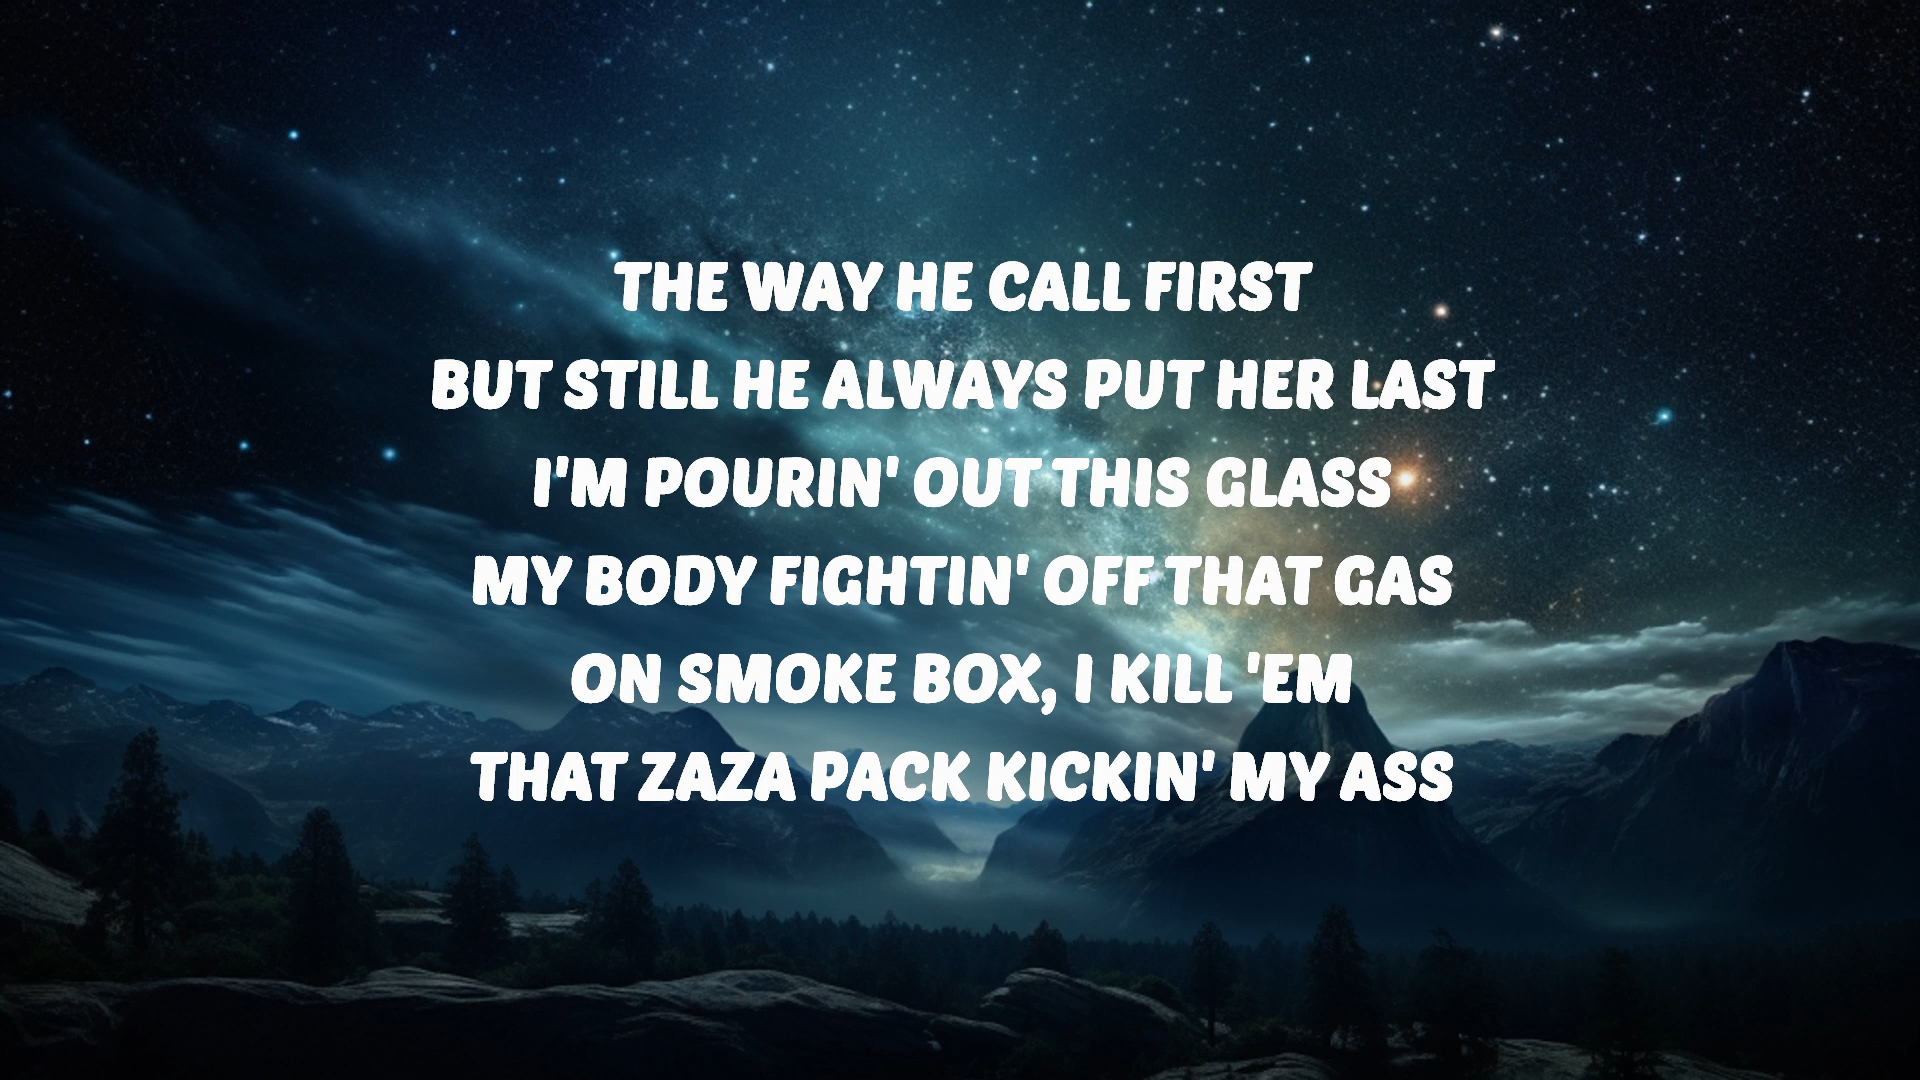 THE WAY HE CALL FIRST
BUT STILL HE ALWAYS PUT HER LAST
I'M POURIN' OUT THIS GLASS
MY BODY FIGHTIN' OFF THAT GAS
ON SMOKE BOX, I KILL 'EM
THAT ZAZA PACK KICKIN' MY ASS